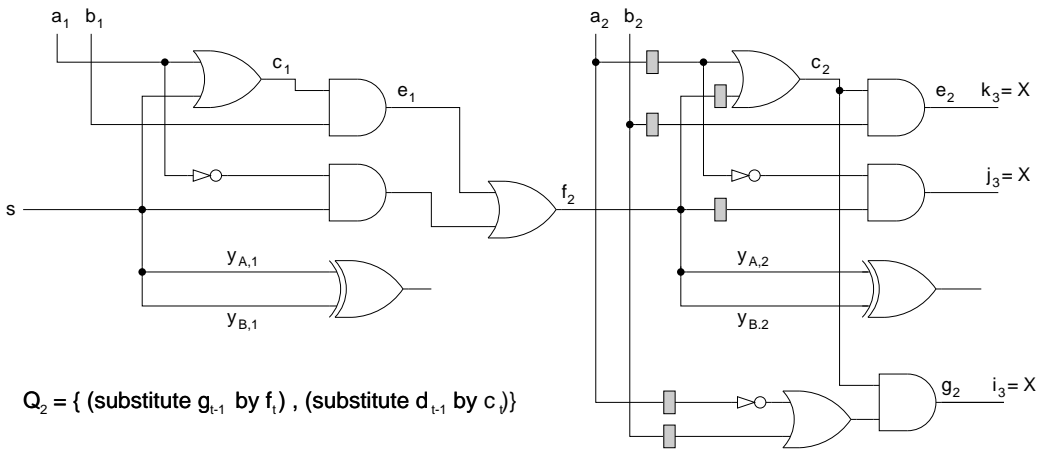 a1 b1 a2 b2
c1 c2
e1 e2 k3= X
j3= X
s f2
yA,1 yA,2
yB,1 yB.2
g2 i3= X
Q2 = { (substitute gt-1 by ft) , (substitute dt-1 by ct)}